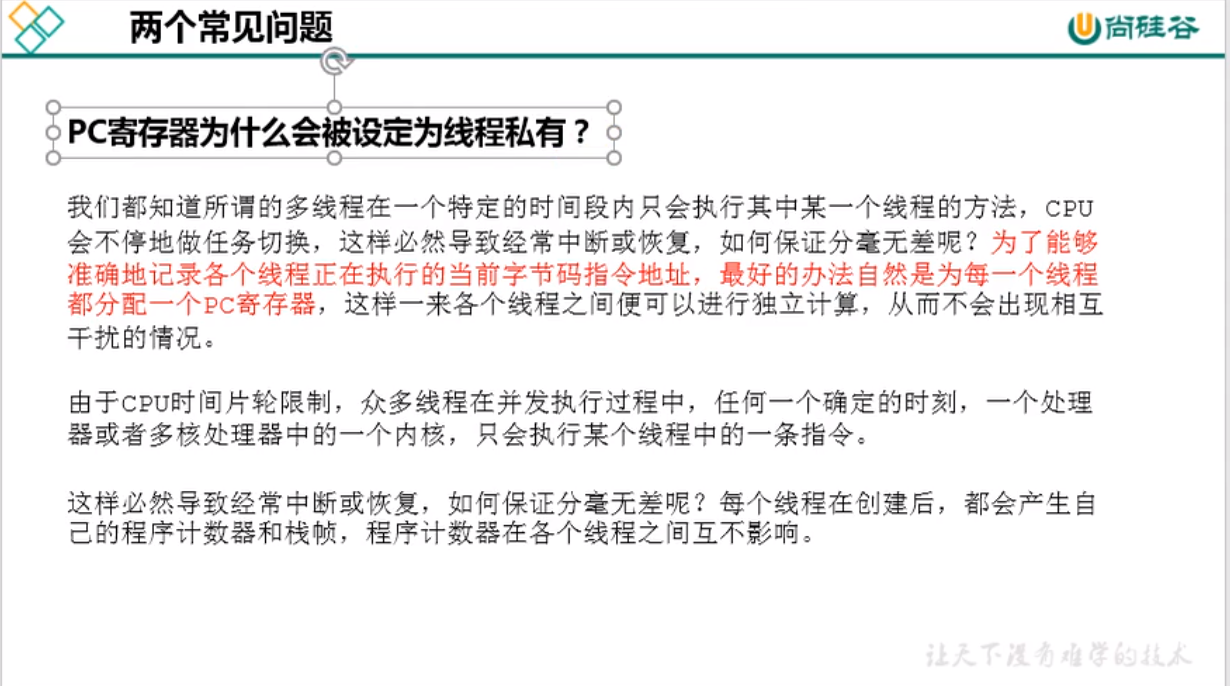 两个常见问题
尚硅谷
PC寄存器为什么会被设定为线程私有？
我们都知道所谓的多线程在一个特定的时间段内只会执行其中某一个线程的方法，CPU
会不停地做任务切换，这样必然导致经常中断或恢复，如何保证分毫无差呢？为了能够
准确地记录各个线程正在执行的当前字节码指令地址，最好的办法自然是为每一个线程
都分配一个PC寄存器，这样一来各个线程之间便可以进行独立计算，从而不会出现相互
干扰的情况。
由于CPU时间片轮限制，众多线程在并发执行过程中，任何一个确定的时刻，一个处理
器或者多核处理器中的一个内核，只会执行某个线程中的一条指令。
这样必然导致经常中断或恢复，如何保证分毫无差呢？每个线程在创建后，都会产生自
己的程序计数器和栈帧，程序计数器在各个线程之间互不影响。
让天下没有难学的技术